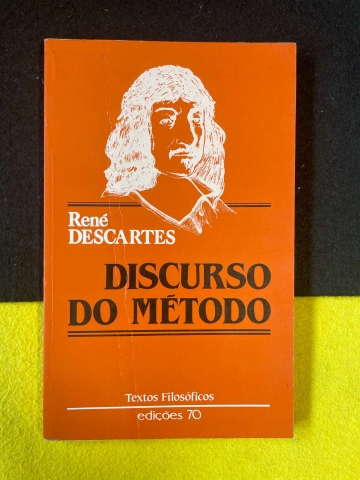 René
DESCARTES
DISCURSO
DO MÉTODO
Textos Filosóficos
edições 70